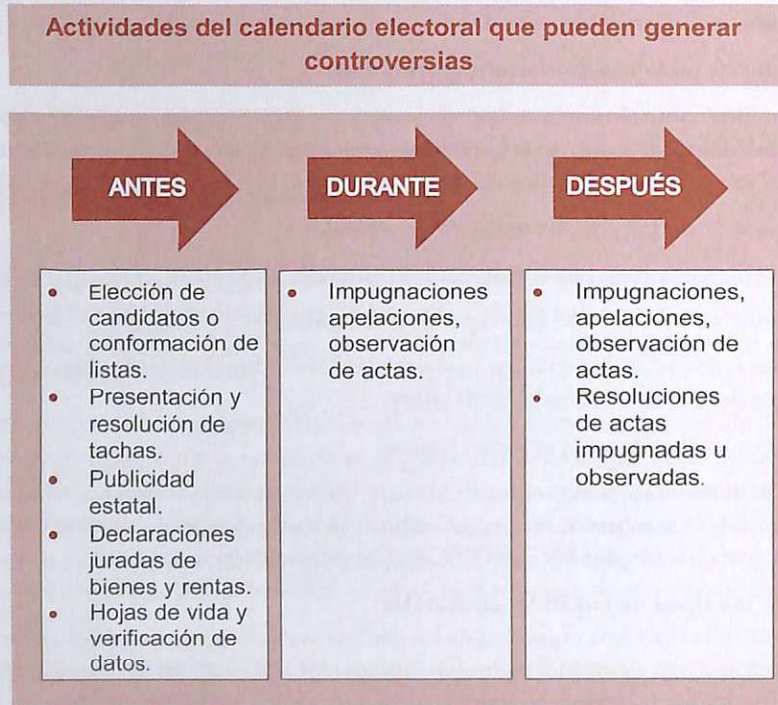 Actividades del calendario electoral que pueden generar
controversias
ANTES
• Elección de
candidatos o
conformación de
listas.
• Presentación y
resolución de
tachas.
• Publicidad
estatal.
• Declaraciones
juradas de
bienes y rentas.
• Hojas de vida y
verificación de
datos.
DURANTE
• Impugnaciones
apelaciones,
observación
de actas.
DESPUÉS
• Impugnaciones,
apelaciones,
observación de
actas.
• Resoluciones
de actas
impugnadas u
observadas.